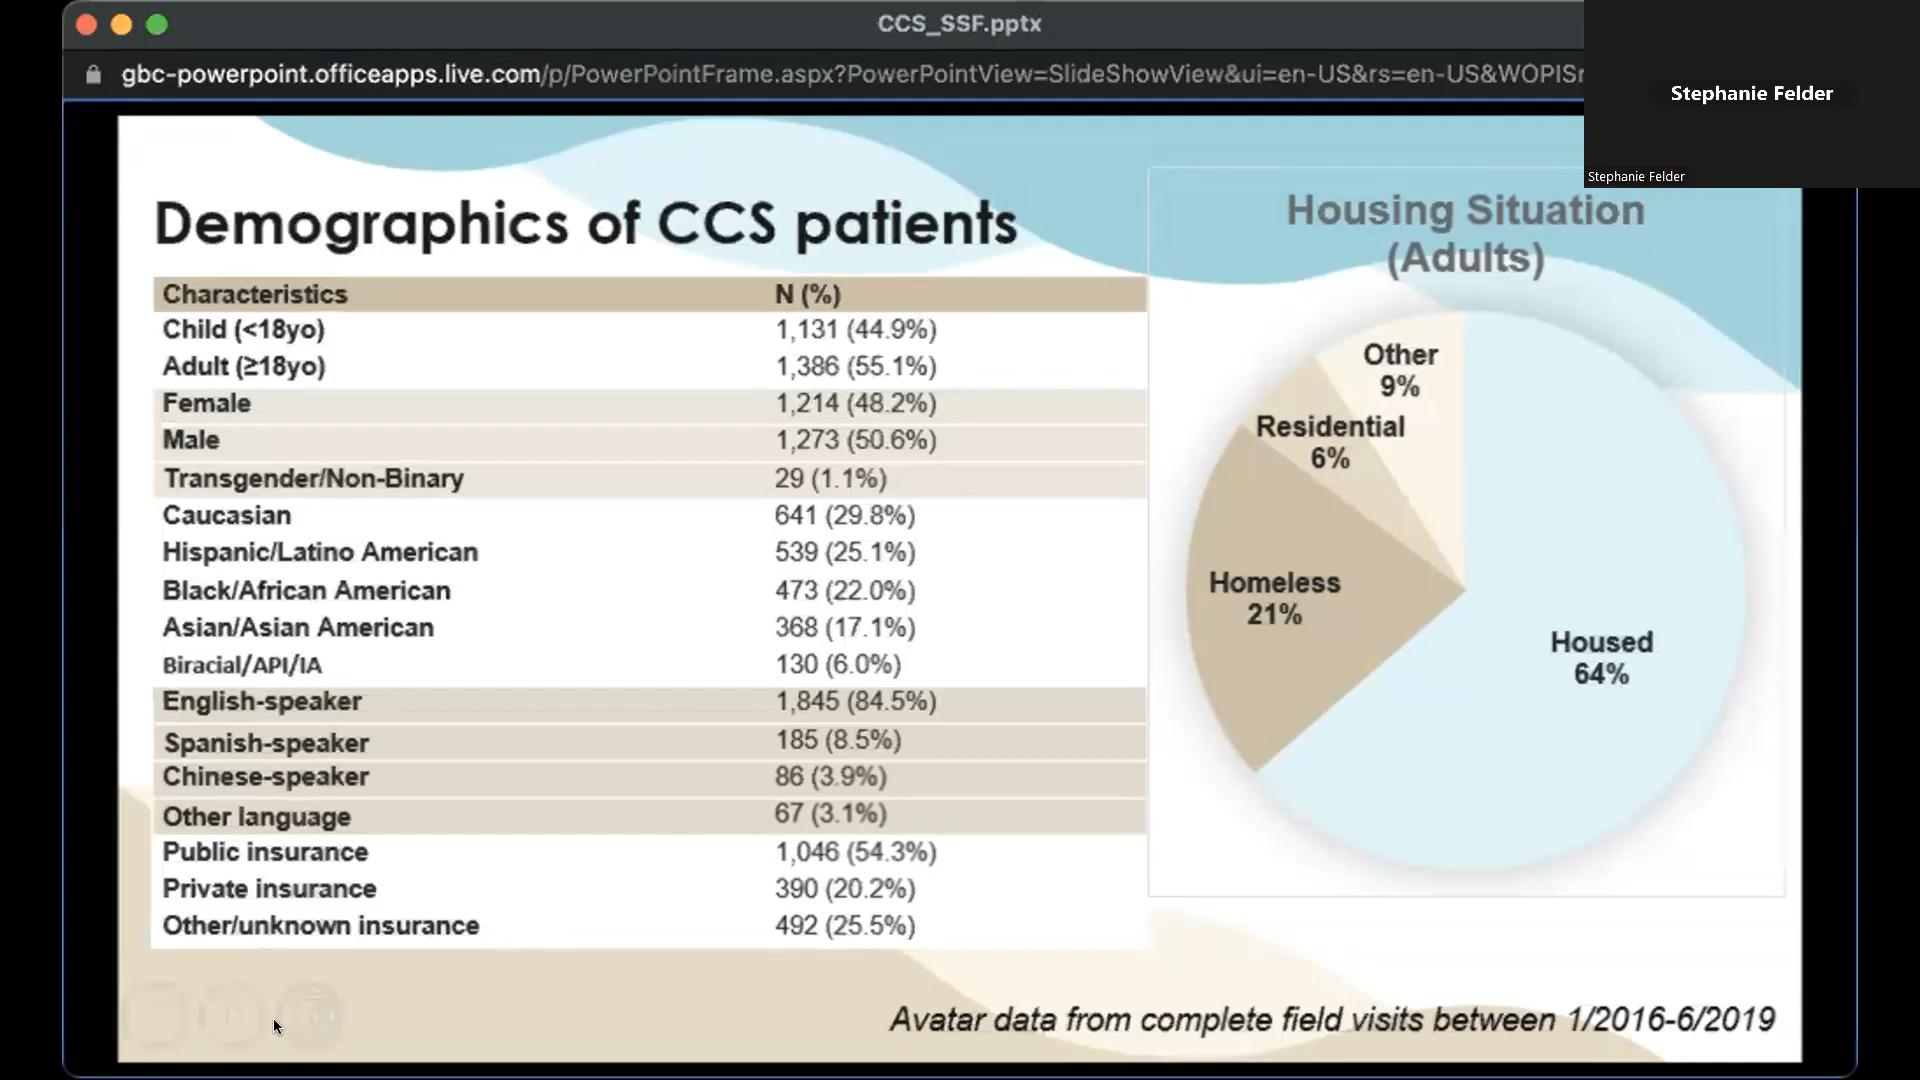 CCS_SSF.pptx
gbc-powerpoint.officeapps.live.com/p/PowerPointFrame.aspx?PowerPointView=SlideShowView&ui=en-US&rs=en-US&WOPISr
Stephanie Felder
Stephanie Felder
Demographics of CCS patients
Characteristics N (%)
Child (<18yo) 1,131 (44.9%)
Adult (≥18yo) 1,386 (55.1%)
Female 1,214 (48.2%)
Male 1,273 (50.6%)
Transgender/Non-Binary 29 (1.1%)
Caucasian 641 (29.8%)
Hispanic/Latino American 539 (25.1%)
Black/African American 473 (22.0%)
Asian/Asian American 368 (17.1%)
Biracial/API/IA 130 (6.0%)
English-speaker 1,845 (84.5%)
Spanish-speaker 185 (8.5%)
Chinese-speaker 86 (3.9%)
Other language 67 (3.1%)
Public insurance 1,046 (54.3%)
Private insurance 390 (20.2%)
Other/unknown insurance 492 (25.5%)
Housing Situation
(Adults)
Other
9%
Residential
6%
Homeless
21%
Housed
64%
Avatar data from complete field visits between 1/2016-6/2019